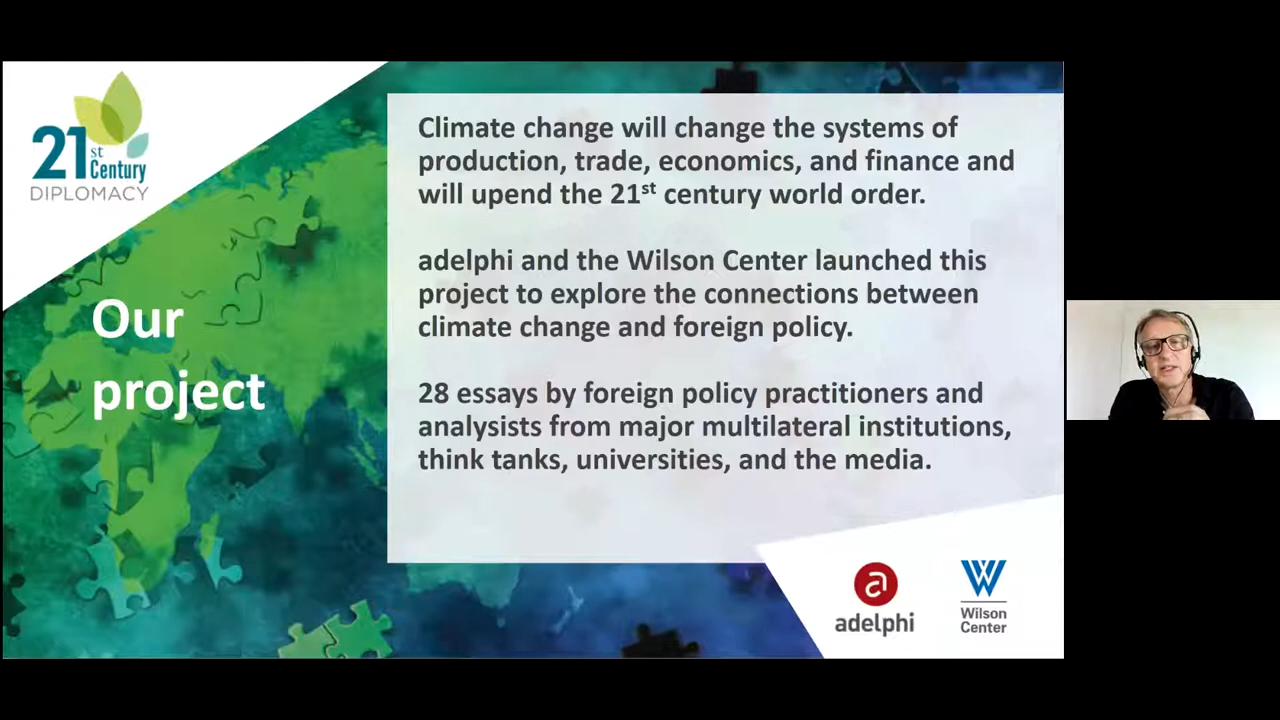 21st
Century
DIPLOMACY
Our
project
Climate change will change the systems of
production, trade, economics, and finance and
will upend the 21st century world order.
adelphi and the Wilson Center launched this
project to explore the connections between
climate change and foreign policy.
28 essays by foreign policy practitioners and
analysists from major multilateral institutions,
think tanks, universities, and the media.
a
adelphi
W
Wilson
Center